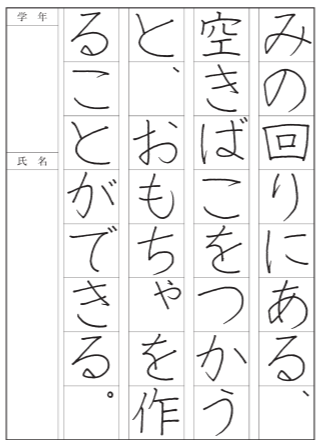 みの回りにある、
空きばこをつかう
と、おもちゃを作
ることができる。
学年
氏名